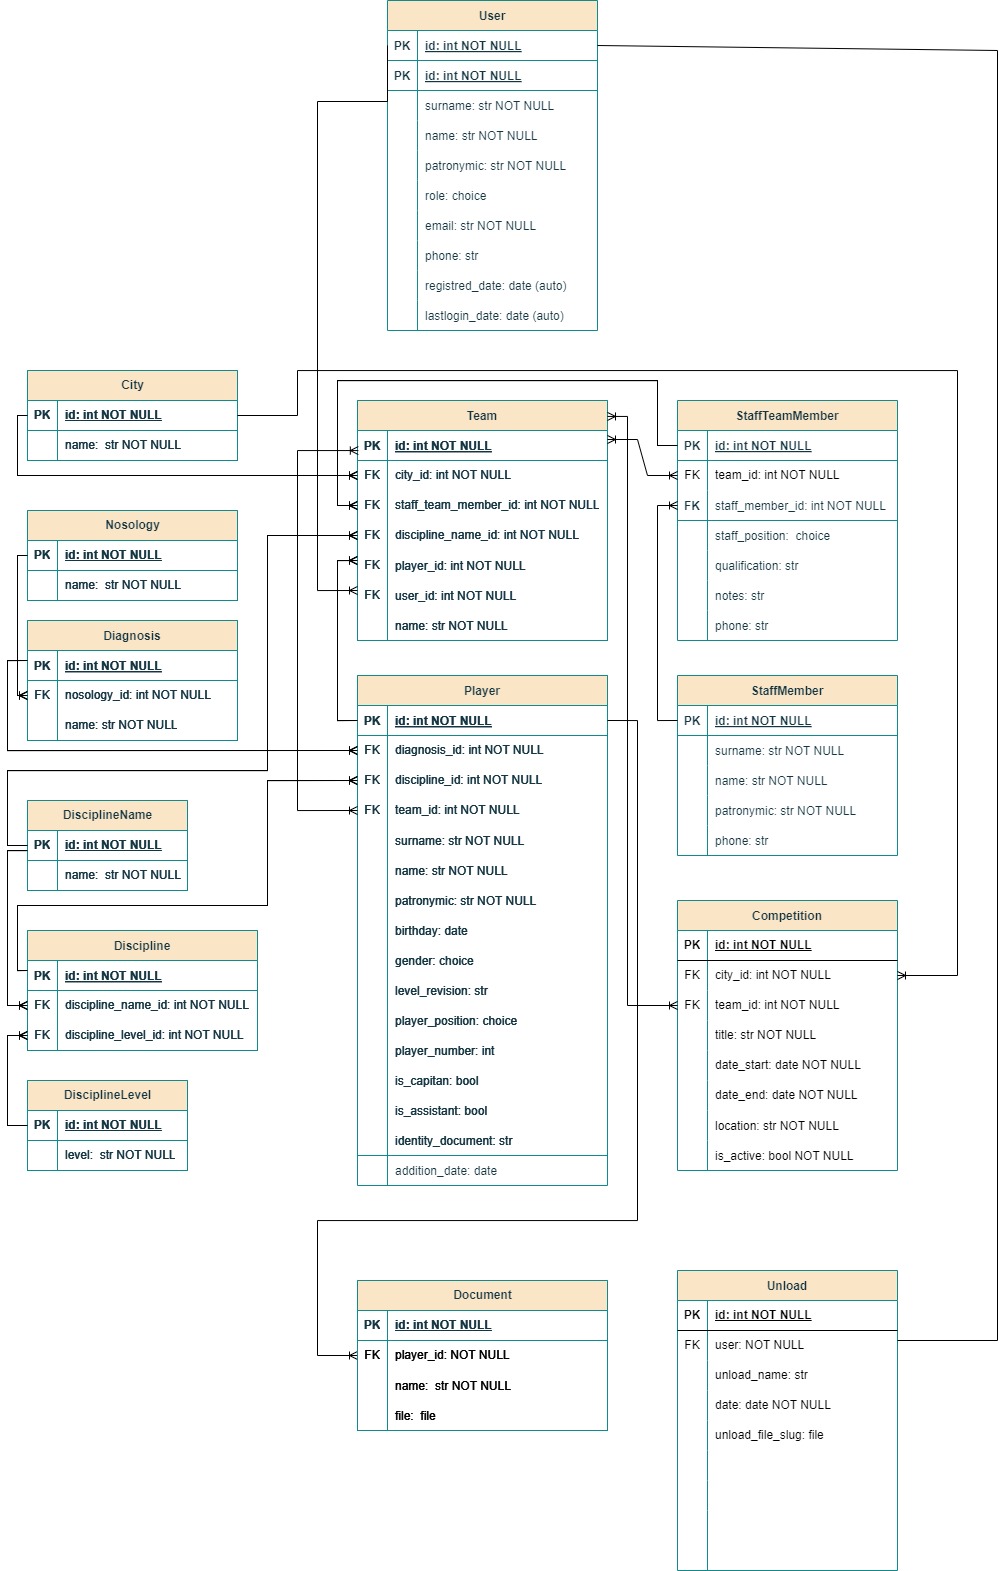 User
PK id: int NOT NULL
PK id: int NOT NULL
surname: str NOT NULL
name: str NOT NULL
patronymic: str NOT NULL
role: choice
email: str NOT NULL
phone: str
registred_date: date (auto)
lastlogin_date: date (auto)
City
PK id: int NOT NULL
name: str NOT NULL
Nosology
PK id: int NOT NULL
name: str NOT NULL
Diagnosis
PK id: int NOT NULL
FK nosology_id: int NOT NULL
name: str NOT NULL
DisciplineName
PK id: int NOT NULL
name: str NOT NULL
Discipline
PK id: int NOT NULL
FK discipline_name_id: int NOT NULL
FK discipline_level_id: int NOT NULL
DisciplineLevel
PK id: int NOT NULL
level: str NOT NULL
Team
PK id: int NOT NULL
FK city_id: int NOT NULL
FK staff_team_member_id: int NOT NULL
FK discipline_name_id: int NOT NULL
FK player_id: int NOT NULL
FK user_id: int NOT NULL
name: str NOT NULL
Player
PK id: int NOT NULL
FK diagnosis_id: int NOT NULL
FK discipline_id: int NOT NULL
FK team_id: int NOT NULL
surname: str NOT NULL
name: str NOT NULL
patronymic: str NOT NULL
birthday: date
gender: choice
level_revision: str
player_position: choice
player_number: int
is_capitan: bool
is_assistant: bool
identity_document: str
addition_date: date
Document
PK id: int NOT NULL
FK player_id: NOT NULL
name: str NOT NULL
file: file
StaffTeamMember
PK id: int NOT NULL
FK team_id: int NOT NULL
FK staff_member_id: int NOT NULL
staff_position: choice
qualification: str
notes: str
phone: str
StaffMember
PK id: int NOT NULL
surname: str NOT NULL
name: str NOT NULL
patronymic: str NOT NULL
phone: str
Competition
PK id: int NOT NULL
FK city_id: int NOT NULL
FK team_id: int NOT NULL
title: str NOT NULL
date_start: date NOT NULL
date_end: date NOT NULL
location: str NOT NULL
is_active: bool NOT NULL
Unload
PK id: int NOT NULL
FK user: NOT NULL
unload_name: str
date: date NOT NULL
unload_file_slug: file